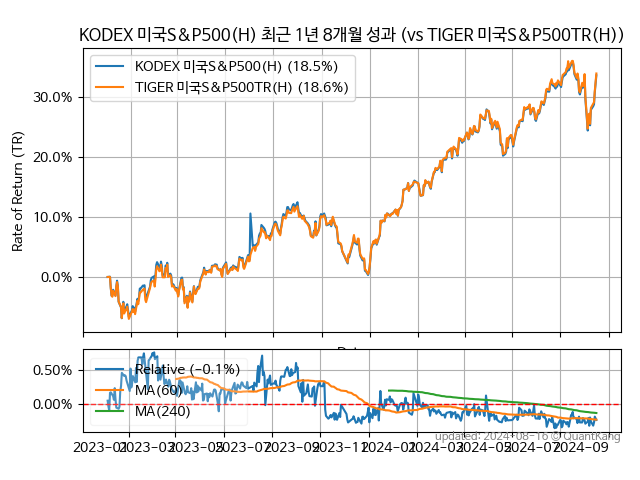 KODEX 미국S&P500(H) 최근 1년 8개월 성과 (vs TIGER 미국S&P500TR(H))
KODEX 미국S&P500(H) (18.5%)
TIGER 미국S&P500TR(H) (18.6%)
Rate of Return (TR)
30.0%
20.0%
10.0%
0.0%
Relative (−0.1%)
MA(60)
MA(240)
0.50%
0.00%
updated: 2024-08-16 © QuantKang
2023-01
2023-03
2023-05
2023-07
2023-09
2023-11
2024-01
2024-03
2024-05
2024-07
2024-09